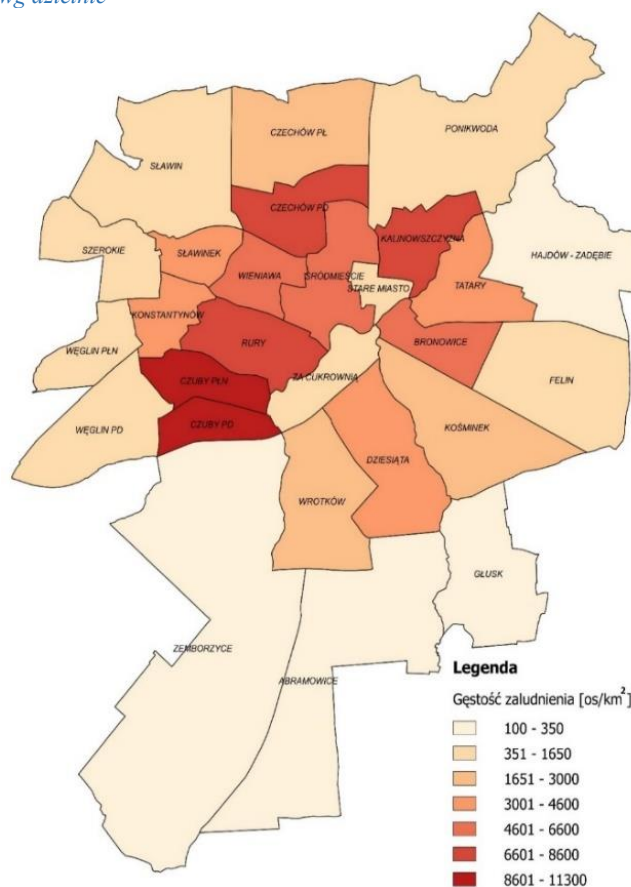 wg dzielnic
CZECHÓW PŁ
PONIKWODA
SŁAWIN
CZECHÓW PD
KALINOWSZCZYZNA
SZEROKIE
SŁAWINEK
HAJDÓW - ZADĘBIE
WIENIAWA
ŚRÓDMIEŚCIE
STARE MIASTO
TATARY
KONSTANTYNÓW
WĘGLIN PŁN
RURY
BRONOWICE
ZA CUKROWNIĄ
FELIN
CZUBY PŁN
CZUBY PD
WĘGLIN PD
KOŚMINEK
DZIESIĄTA
WROTKÓW
GŁUSK
ZEMBORZYCE
ABRAMOWICE
Legenda
Gęstość zaludnienia [os/km²]
100 - 350
351 - 1650
1651 - 3000
3001 - 4600
4601 - 6600
6601 - 8600
8601 - 11300